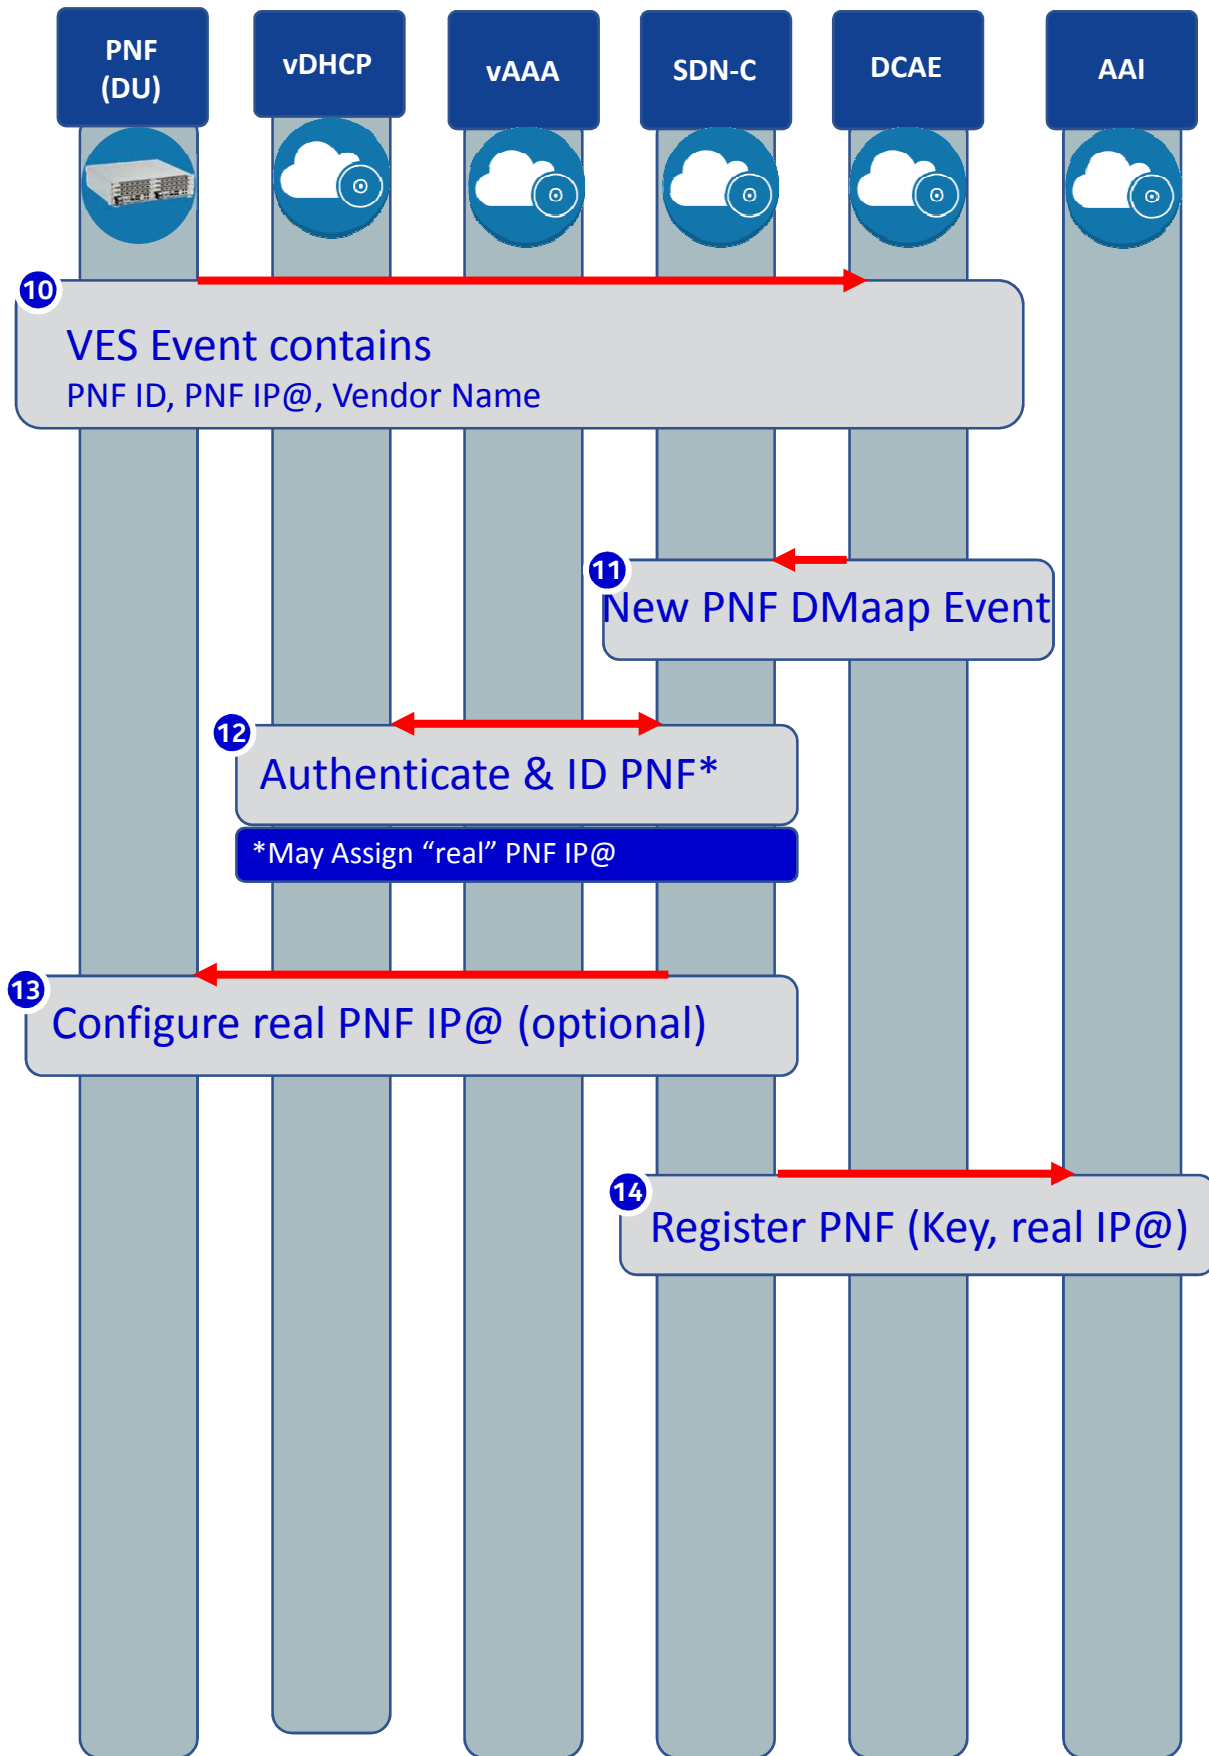 PNF
(DU)
vDHCP
vAAA
SDN-C
DCAE
AAI
10
VES Event contains
PNF ID, PNF IP@, Vendor Name
11
New PNF DMaap Event
12
Authenticate & ID PNF*
*May Assign “real” PNF IP@
13
Configure real PNF IP@ (optional)
14
Register PNF (Key, real IP@)